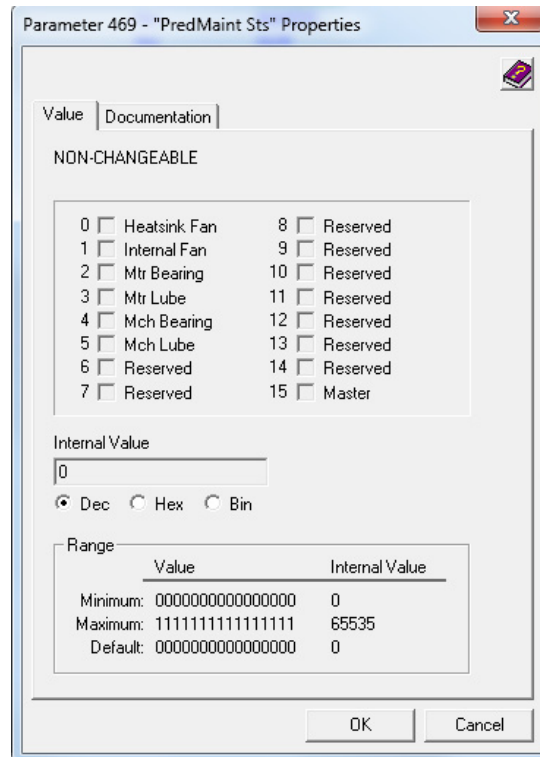 Parameter 469 - "PredMaint Sts" Properties
Value Documentation
NON-CHANGEABLE
0 Heatsink Fan 8 Reserved
1 Internal Fan 9 Reserved
2 Mtr Bearing 10 Reserved
3 Mtr Lube 11 Reserved
4 Mch Bearing 12 Reserved
5 Mch Lube 13 Reserved
6 Reserved 14 Reserved
7 Reserved 15 Master
Internal Value
0
Dec Hex Bin
Range
Value Internal Value
Minimum: 0000000000000000 0
Maximum: 1111111111111111 65535
Default: 0000000000000000 0
OK Cancel